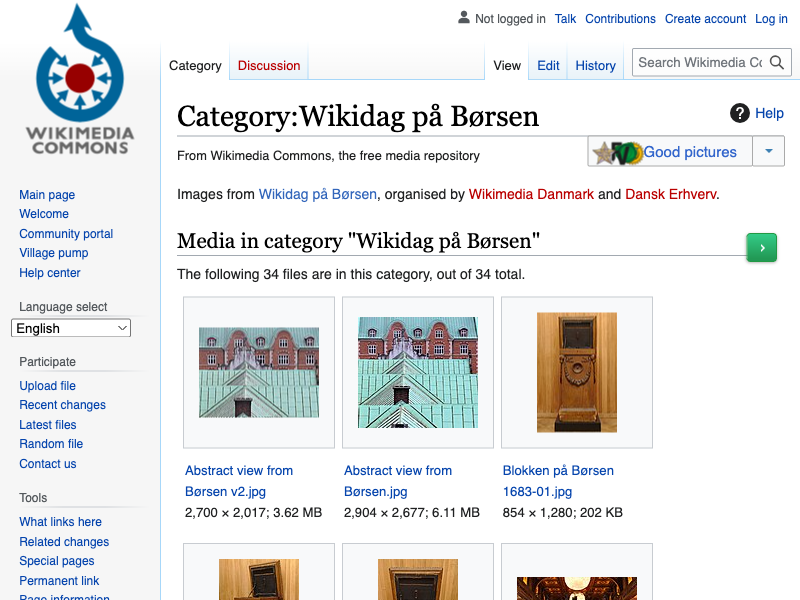 Not logged in Talk Contributions Create account Log in
Category Discussion View Edit History Search Wikimedia Co
WIKIMEDIA
COMMONS
Category:Wikidag på Børsen
? Help
From Wikimedia Commons, the free media repository
Good pictures
Images from Wikidag på Børsen, organised by Wikimedia Danmark and Dansk Erhverv.
Media in category "Wikidag på Børsen"
The following 34 files are in this category, out of 34 total.
Main page
Welcome
Community portal
Village pump
Help center
Language select
English
Participate
Upload file
Recent changes
Latest files
Random file
Contact us
Tools
What links here
Related changes
Special pages
Permanent link
Page information
Abstract view from
Børsen v2.jpg
2,700 × 2,017; 3.62 MB
Abstract view from
Børsen.jpg
2,904 × 2,677; 6.11 MB
Blokken på Børsen
1683-01.jpg
854 × 1,280; 202 KB